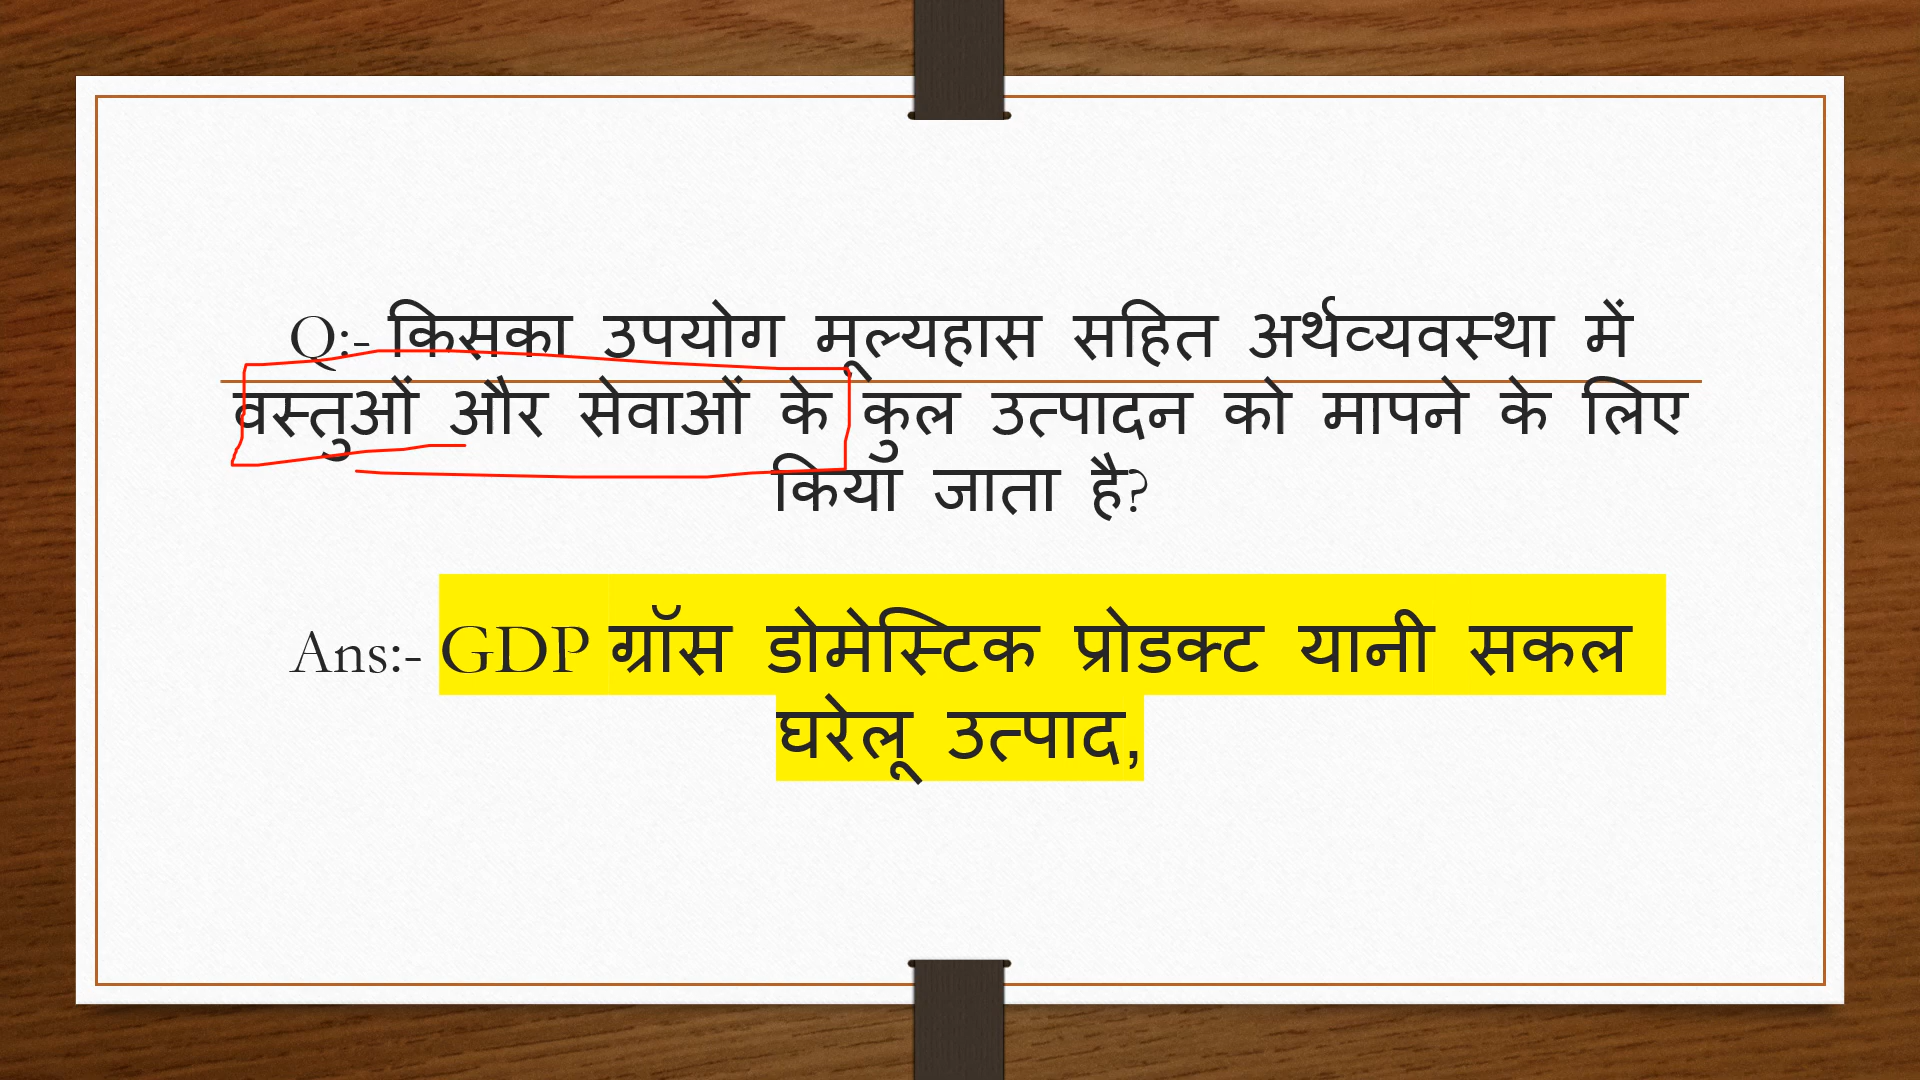 Q:- किसका उपयोग मूल्यहास सहित अर्थव्यवस्था में
वस्तुओं और सेवाओं के कुल उत्पादन को मापने के लिए
किया जाता है?
Ans:- GDP ग्रॉस डोमेस्टिक प्रोडक्ट यानी सकल
घरेलू उत्पाद,